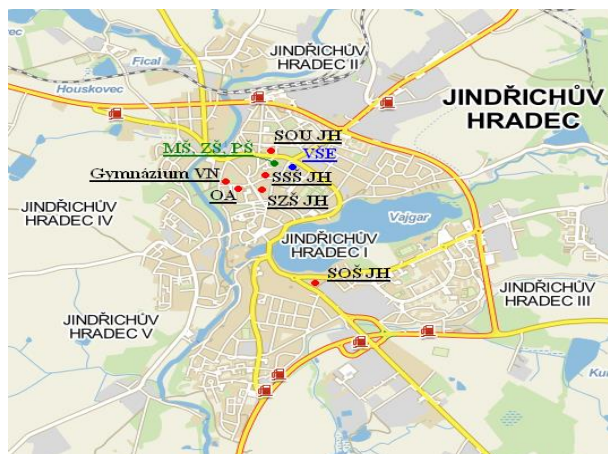 Fical
JINDŘICHŮV
HRADEC II
Houskovec
JINDŘICHŮV
HRADEC
SOU JH
MŠ, ZŠ, PŠ
VŠE
Gymnázium VN
SSŠ JH
OA
SZŠ JH
JINDŘICHŮV
HRADEC IV
Vajgar
JINDŘICHŮV
HRADEC I
SOŠ JH
JINDŘICHŮV
HRADEC III
JINDŘICHŮV
HRADEC V